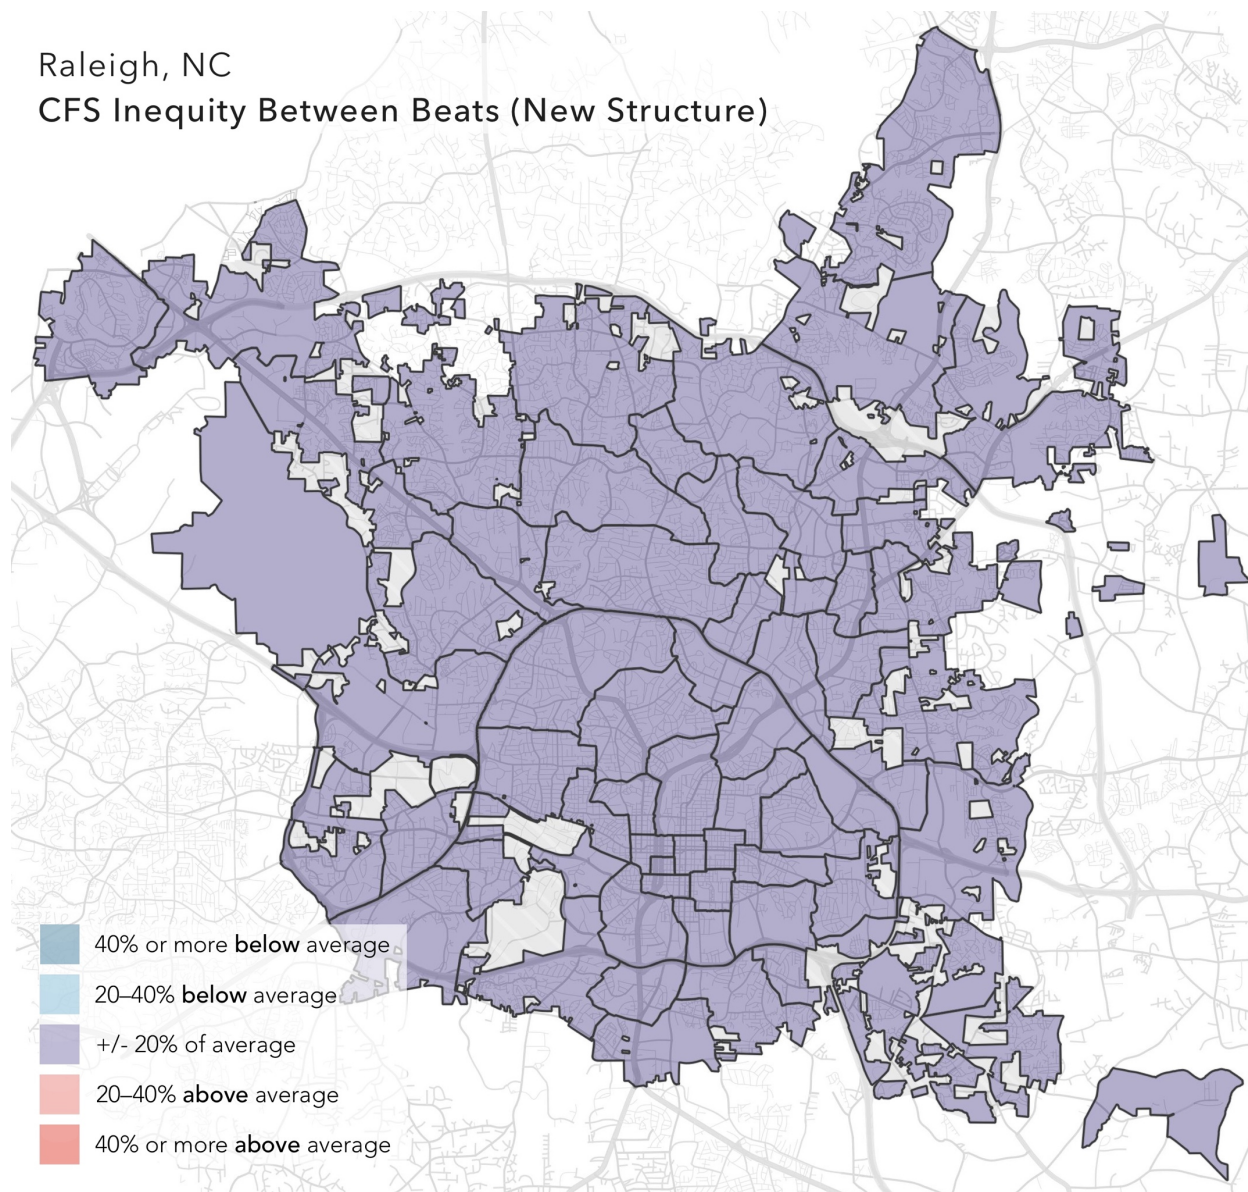 Raleigh, NC
CFS Inequity Between Beats (New Structure)
40% or more below average
20–40% below average
+/- 20% of average
20–40% above average
40% or more above average